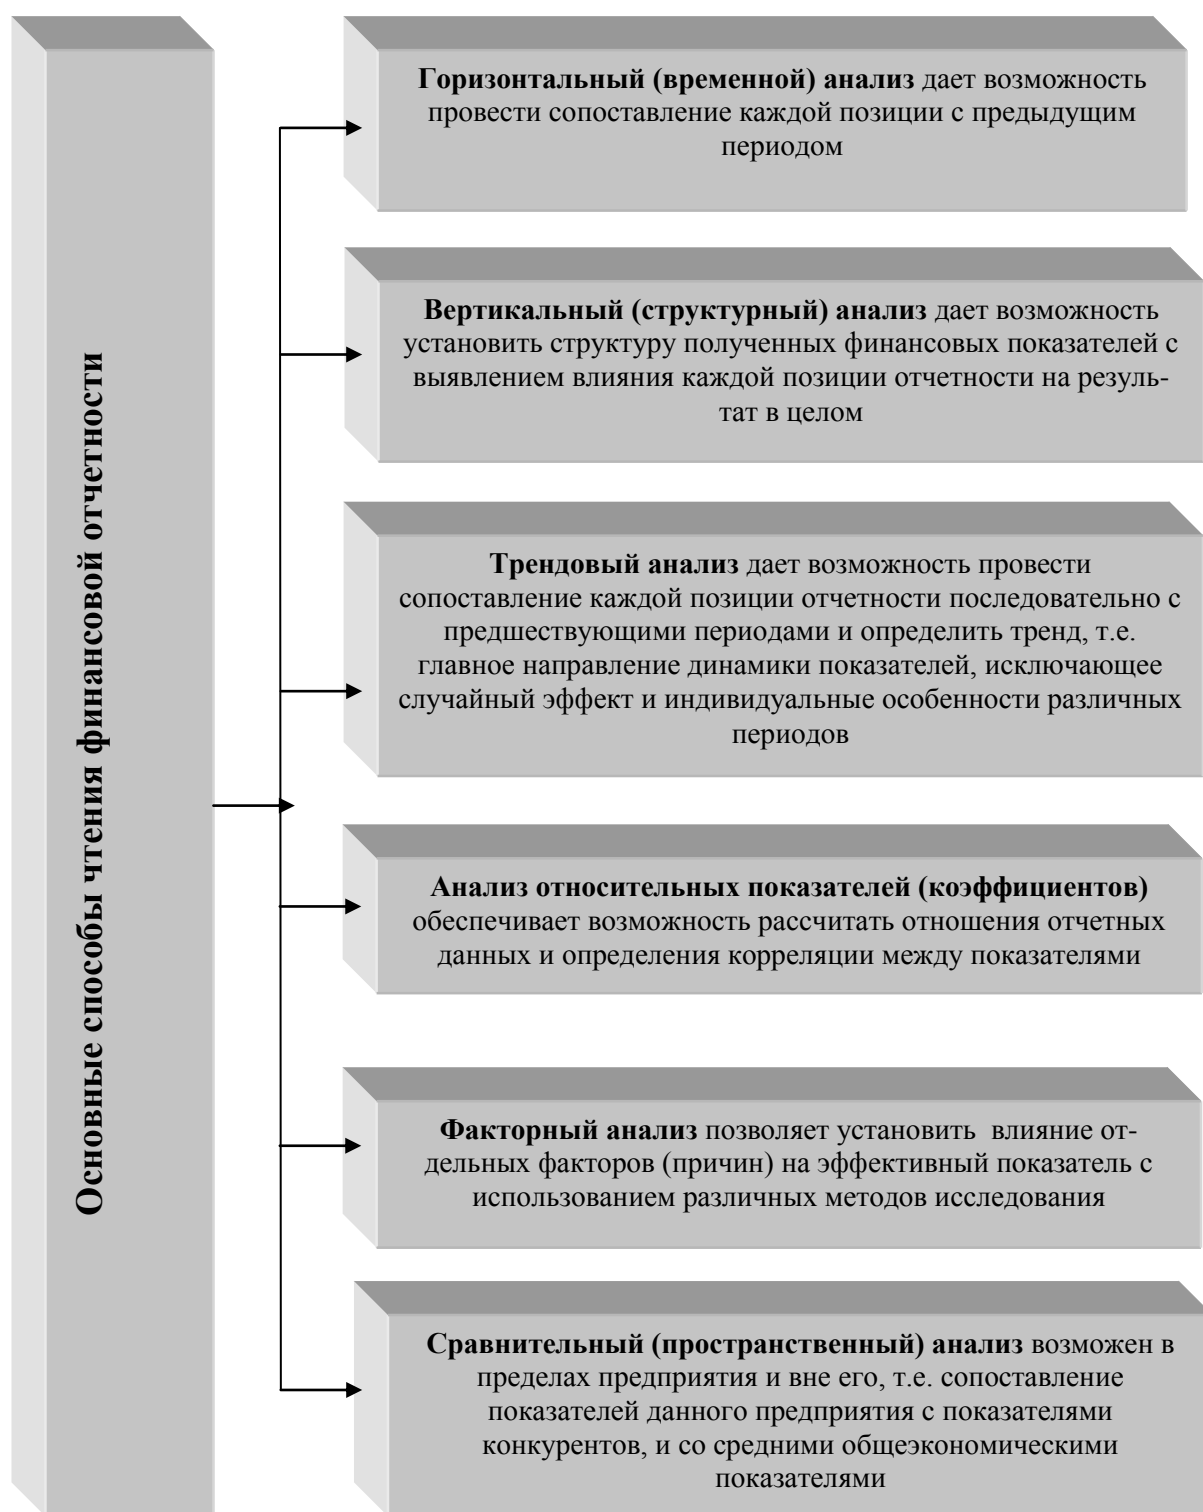 Основные способы чтения финансовой отчетности
Горизонтальный (временной) анализ дает возможность
провести сопоставление каждой позиции с предыдущим
периодом
Вертикальный (структурный) анализ дает возможность
установить структуру полученных финансовых показателей с
выявлением влияния каждой позиции отчетности на резуль-
тат в целом
Трендовый анализ дает возможность провести
сопоставление каждой позиции отчетности последовательно с
предшествующими периодами и определить тренд, т.е.
главное направление динамики показателей, исключающее
случайный эффект и индивидуальные особенности различных
периодов
Анализ относительных показателей (коэффициентов)
обеспечивает возможность рассчитать отношения отчетных
данных и определения корреляции между показателями
Факторный анализ позволяет установить  влияние от-
дельных факторов (причин) на эффективный показатель с
использованием различных методов исследования
Сравнительный (пространственный) анализ возможен в
пределах предприятия и вне его, т.е. сопоставление
показателей данного предприятия с показателями
конкурентов, и со средними общеэкономическими
показателями